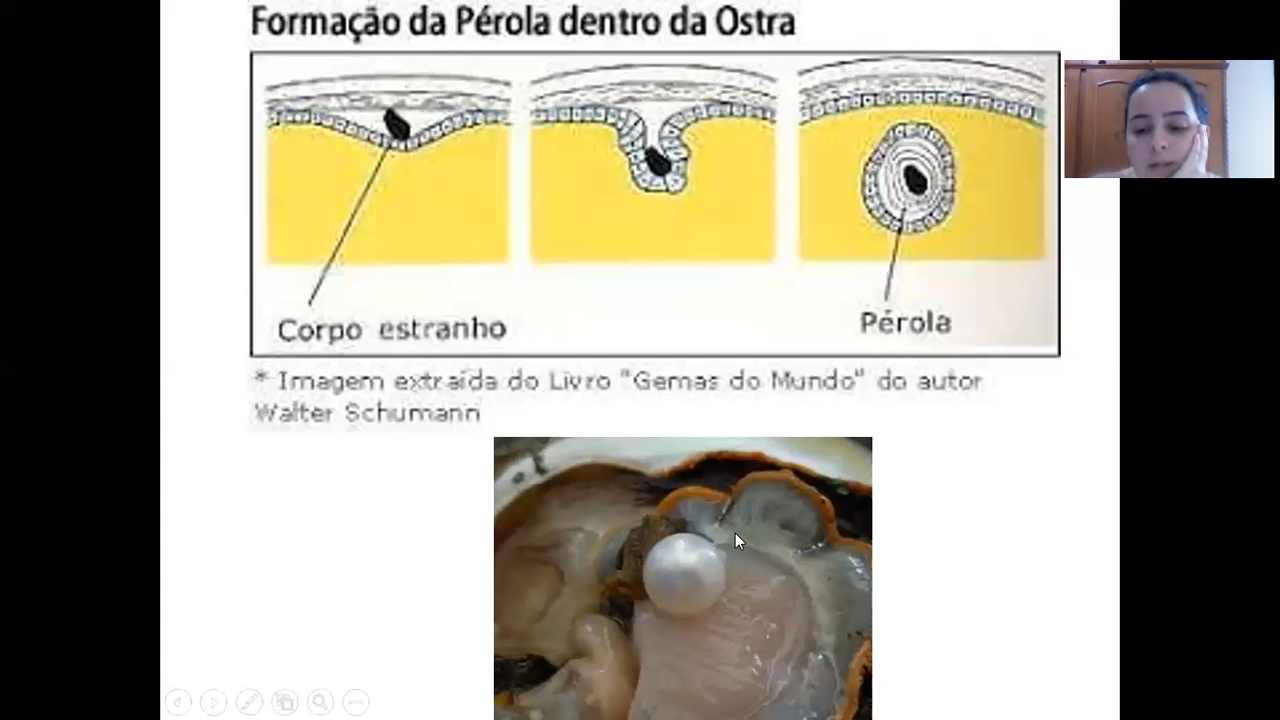 Formação da Pérola dentro da Ostra
Corpo estranho
Pérola
* Imagem extraída do Livro "Gemas do Mundo" do autor
Walter Schumann